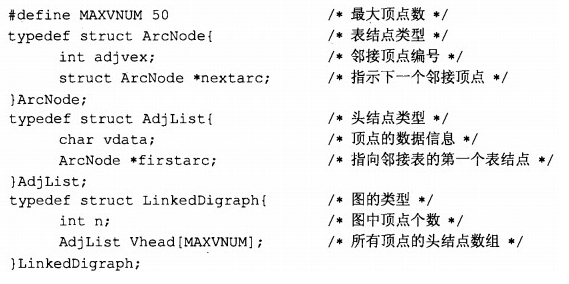 #define MAXVNUM 50 /* 最大顶点数 */
typedef struct ArcNode{ /* 表结点类型 */
int adjvex; /* 邻接顶点编号 */
struct ArcNode *nextarc; /* 指示下一个邻接顶点 */
}ArcNode;
typedef struct AdjList{ /* 头结点类型 */
char vdata; /* 顶点的数据信息 */
ArcNode *firstarc; /* 指向邻接表的第一个表结点 */
}AdjList;
typedef struct LinkedDigraph{ /* 图的类型 */
int n; /* 图中顶点个数 */
AdjList Vhead[MAXVNUM]; /* 所有顶点的头结点数组 */
}LinkedDigraph;